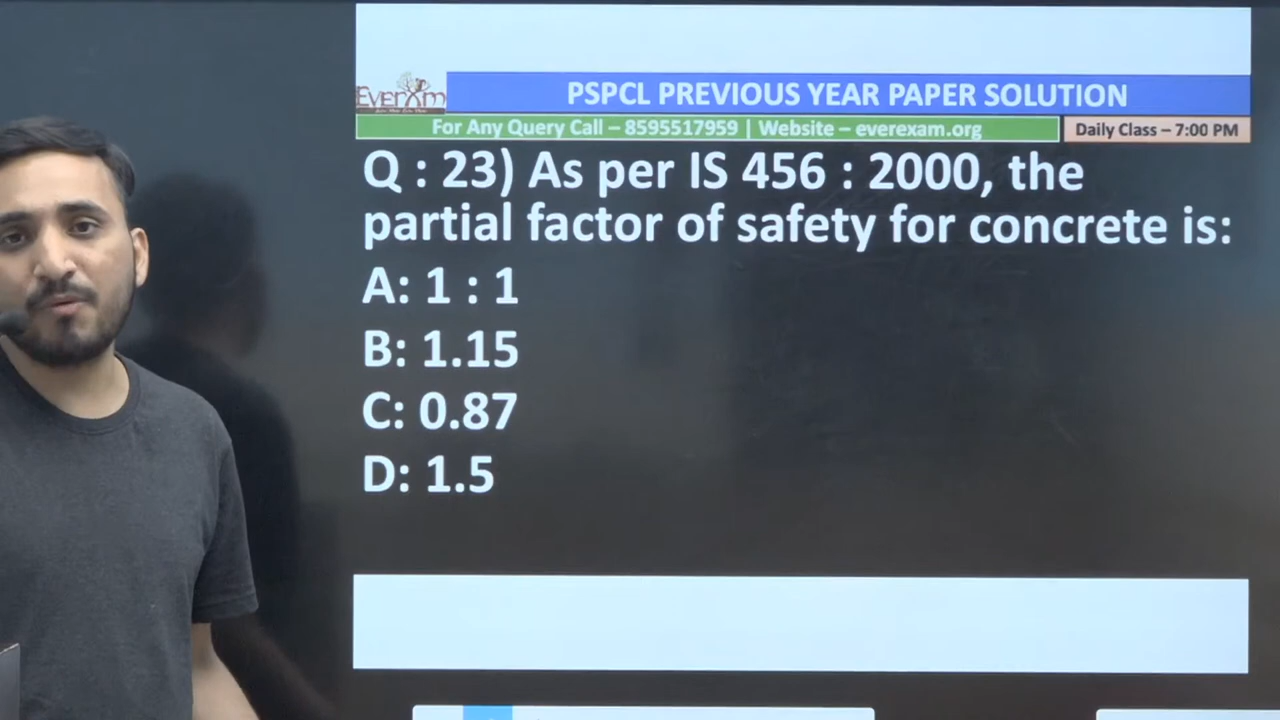 EVEREXAM
PSPCL PREVIOUS YEAR PAPER SOLUTION
For Any Query Call – 8595517959 | Website – everexam.org
Daily Class – 7:00 PM
Q : 23) As per IS 456 : 2000, the
partial factor of safety for concrete is:
A: 1 : 1
B: 1.15
C: 0.87
D: 1.5